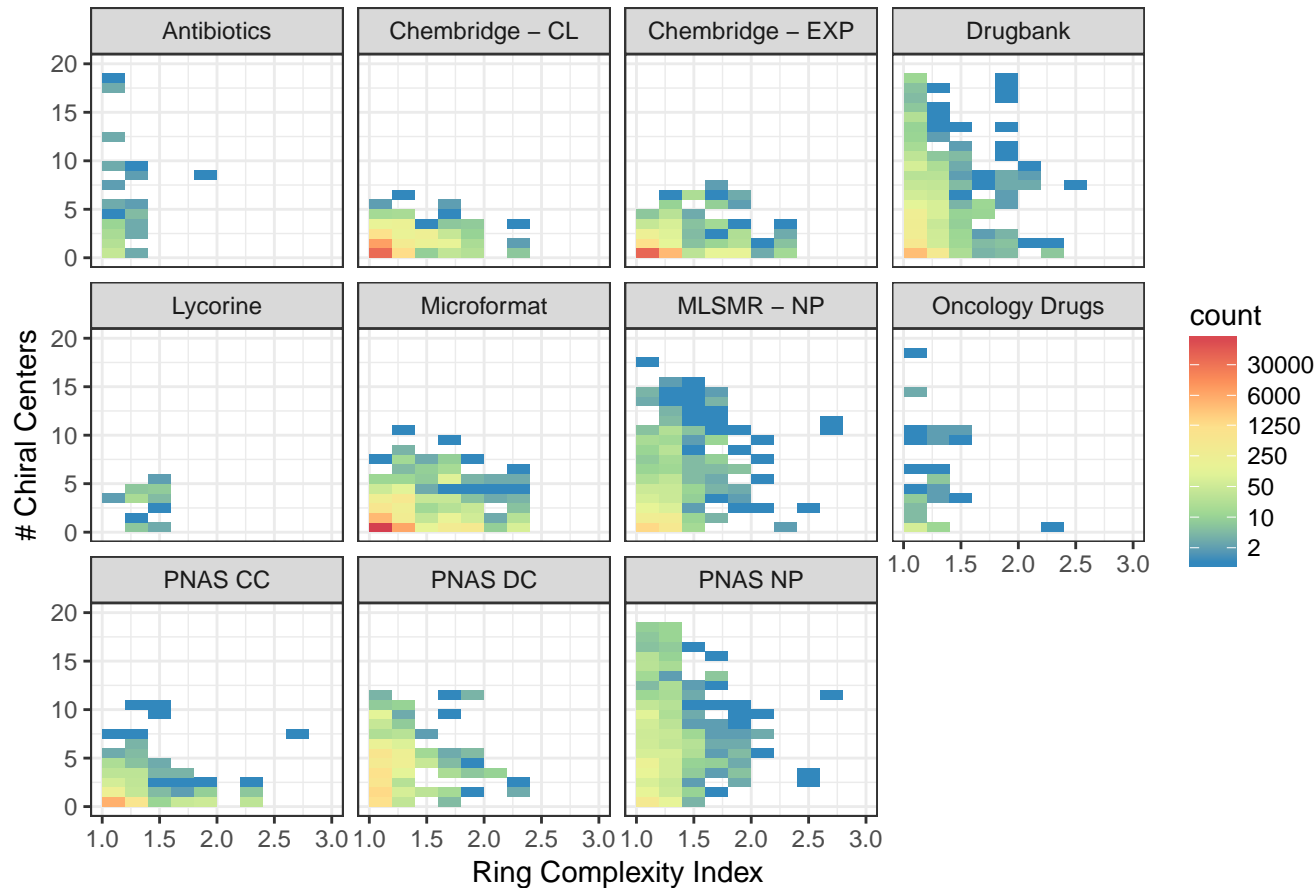 Antibiotics
Chembridge – CL
Chembridge – EXP
Drugbank
20
15
10
5
0
Lycorine
Microformat
MLSMR – NP
Oncology Drugs
20
15
10
5
0
1.0 1.5 2.0 2.5 3.0
PNAS CC
PNAS DC
PNAS NP
20
15
10
5
0
1.0 1.5 2.0 2.5 3.0
1.0 1.5 2.0 2.5 3.0
1.0 1.5 2.0 2.5 3.0
# Chiral Centers
Ring Complexity Index
count
30000
6000
1250
250
50
10
2